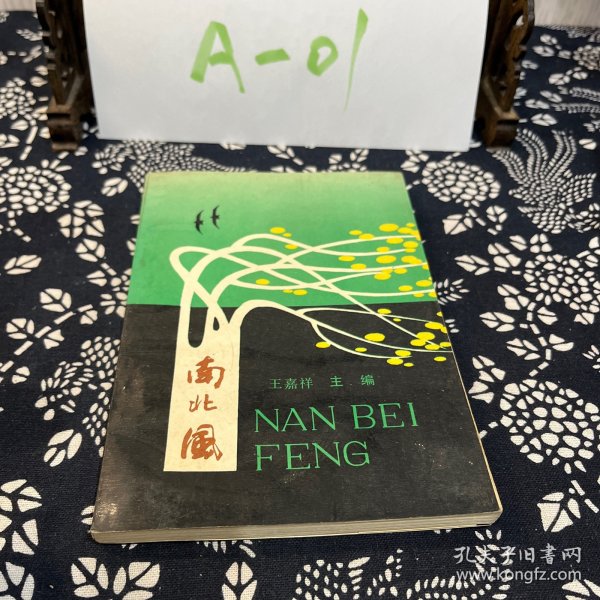 A-01
南北風
王嘉祥 主 编
NAN BEI
FENG
孔夫子旧書网
www.kongfz.com